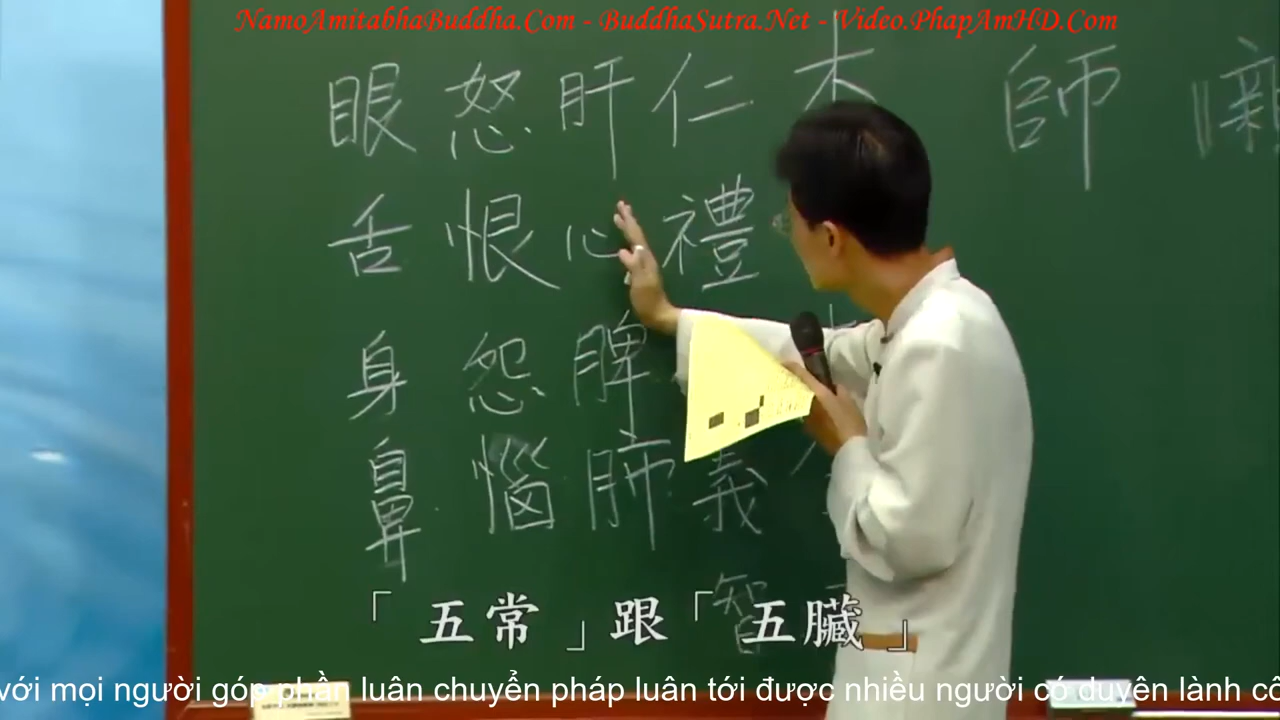 NamoAmitabhaBuddha.Com - BuddhaSutra.Net - Video.PhapAmHD.Com
眼 怒 肝 仁 木 師
舌 恨 心 禮
身 怨 脾
鼻 惱 肺 義
智
「五常」跟「五臟」
với mọi người góp phần luân chuyển pháp luân tới được nhiều người có duyên lành